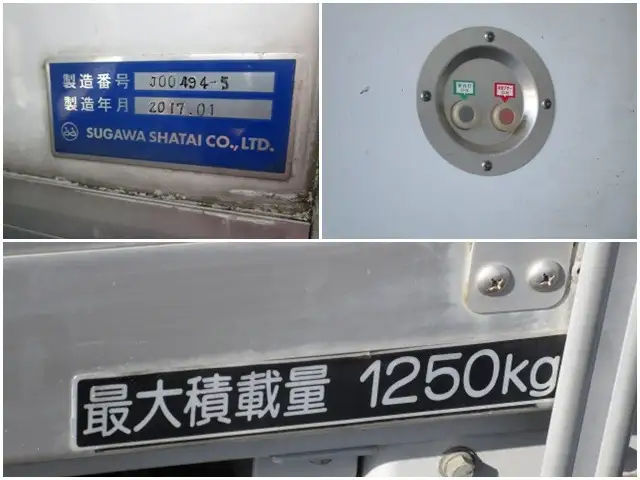 製造番号 J00494-5
製造年月 2017.01
SUGAWA SHATAI CO., LTD.
最大積載量 1250kg